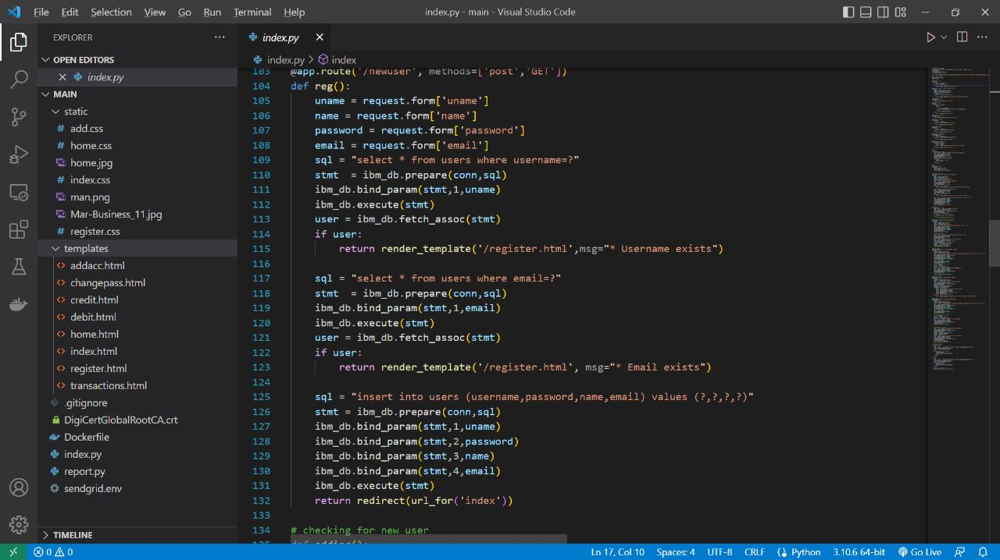 File Edit Selection View Go Run Terminal Help index.py - main - Visual Studio Code
EXPLORER
OPEN EDITORS
index.py
MAIN
static
# add.css
# home.css
home.jpg
# index.css
man.png
Mar-Business_11.jpg
# register.css
templates
<> addacc.html
<> changepass.html
<> credit.html
<> debit.html
<> home.html
<> index.html
<> register.html
<> transactions.html
.gitignore
DigiCertGlobalRootCA.crt
Dockerfile
index.py
report.py
sendgrid.env
TIMELINE
index.py
index.py > index
103 @app.route('/newuser', methods=['post','GET'])
104 def reg():
105     uname = request.form['uname']
106     name = request.form['name']
107     password = request.form['password']
108     email = request.form['email']
109     sql = "select * from users where username=?"
110     stmt  = ibm_db.prepare(conn,sql)
111     ibm_db.bind_param(stmt,1,uname)
112     ibm_db.execute(stmt)
113     user = ibm_db.fetch_assoc(stmt)
114     if user:
115         return render_template('/register.html',msg="* Username exists")
116
117     sql = "select * from users where email=?"
118     stmt  = ibm_db.prepare(conn,sql)
119     ibm_db.bind_param(stmt,1,email)
120     ibm_db.execute(stmt)
121     user = ibm_db.fetch_assoc(stmt)
122     if user:
123         return render_template('/register.html', msg="* Email exists")
124
125     sql = "insert into users (username,password,name,email) values (?,?,?,?)"
126     stmt = ibm_db.prepare(conn,sql)
127     ibm_db.bind_param(stmt,1,uname)
128     ibm_db.bind_param(stmt,2,password)
129     ibm_db.bind_param(stmt,3,name)
130     ibm_db.bind_param(stmt,4,email)
131     ibm_db.execute(stmt)
132     return redirect(url_for('index'))
133
134 # checking for new user
0 0 Ln 17, Col 10 Spaces: 4 UTF-8 CRLF Python 3.10.6 64-bit Go Live